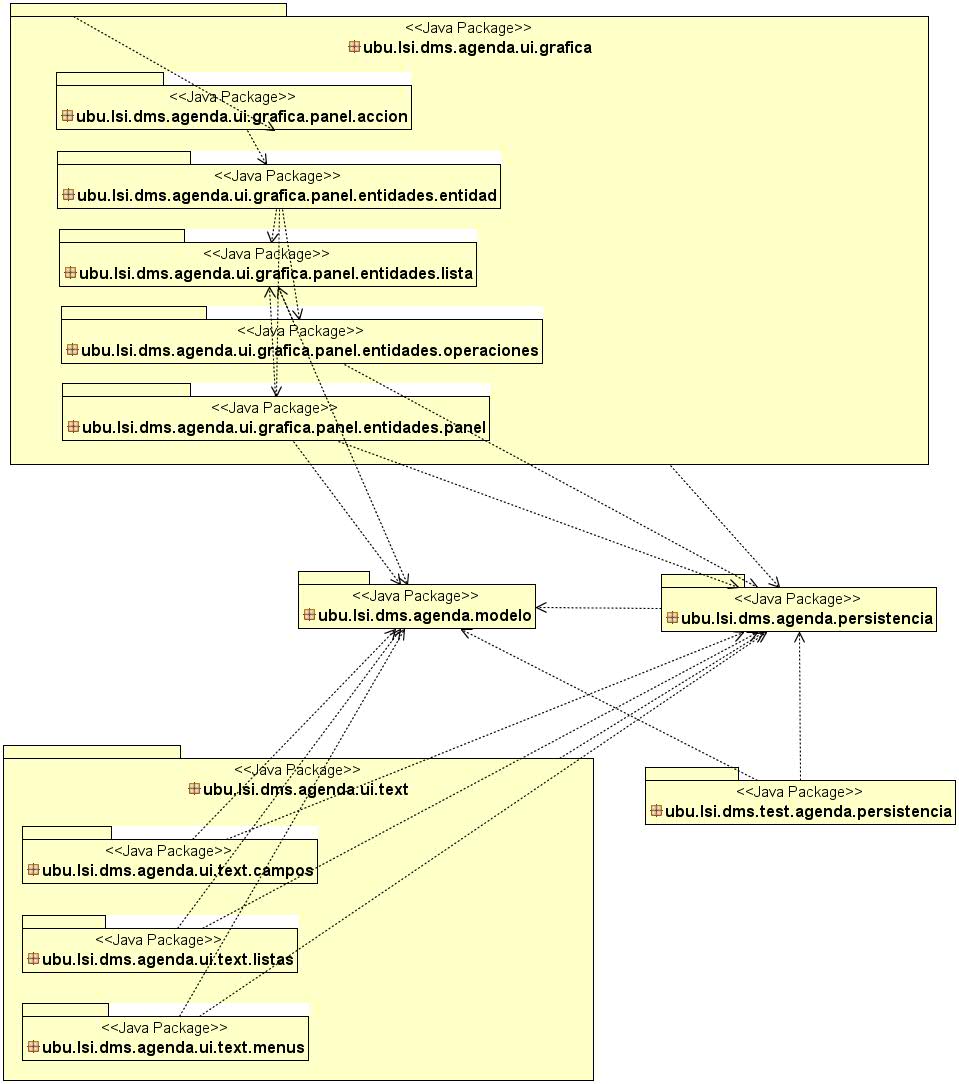 <<Java Package>>
ubu.lsi.dms.agenda.ui.grafica
<<Java Package>>
ubu.lsi.dms.agenda.ui.grafica.panel.accion
<<Java Package>>
ubu.lsi.dms.agenda.ui.grafica.panel.entidades.entidad
<<Java Package>>
ubu.lsi.dms.agenda.ui.grafica.panel.entidades.lista
<<Java Package>>
ubu.lsi.dms.agenda.ui.grafica.panel.entidades.operaciones
<<Java Package>>
ubu.lsi.dms.agenda.ui.grafica.panel.entidades.panel
<<Java Package>>
ubu.lsi.dms.agenda.modelo
<<Java Package>>
ubu.lsi.dms.agenda.persistencia
<<Java Package>>
ubu.lsi.dms.agenda.ui.text
<<Java Package>>
ubu.lsi.dms.test.agenda.persistencia
<<Java Package>>
ubu.lsi.dms.agenda.ui.text.campos
<<Java Package>>
ubu.lsi.dms.agenda.ui.text.listas
<<Java Package>>
ubu.lsi.dms.agenda.ui.text.menus